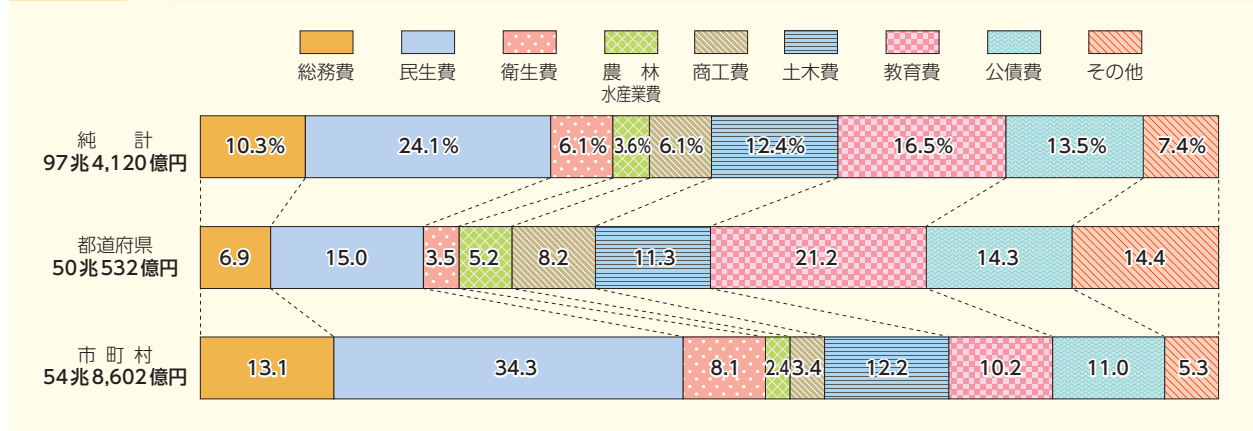 総務費 民生費 衛生費 農 林 商工費 土木費 教育費 公債費 その他
水産業費
純 計
97兆4,120億円
10.3% 24.1% 6.1% 3.6% 6.1% 12.4% 16.5% 13.5% 7.4%
都道府県
50兆532億円
6.9 15.0 3.5 5.2 8.2 11.3 21.2 14.3 14.4
市 町 村
54兆8,602億円
13.1 34.3 8.1 2.4 3.4 12.2 10.2 11.0 5.3